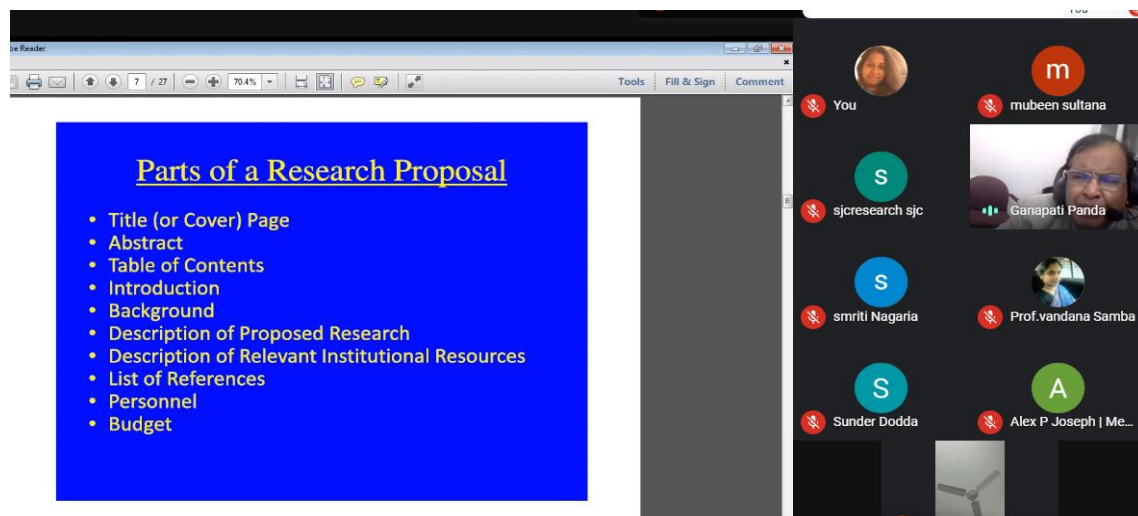 be Reader
7 / 27
70.4%
Tools Fill & Sign Comment
Parts of a Research Proposal
• Title (or Cover) Page
• Abstract
• Table of Contents
• Introduction
• Background
• Description of Proposed Research
• Description of Relevant Institutional Resources
• List of References
• Personnel
• Budget
You
m
mubeen sultana
s
sjcresearch sjc
Ganapati Panda
s
smriti Nagaria
Prof.vandana Samba
S
Sunder Dodda
A
Alex P Joseph | Me...